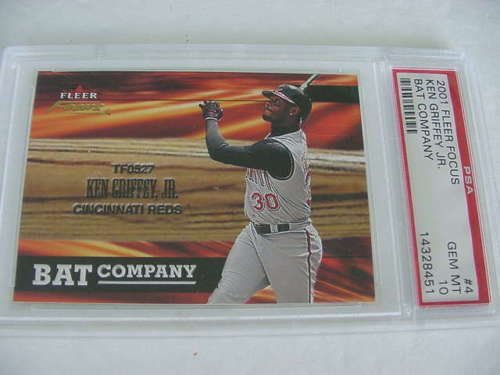 FLEER
FOCUS
TF0527
KEN GRIFFEY, JR.
CINCINNATI REDS
30
BAT COMPANY
2001 FLEER FOCUS
KEN GRIFFEY JR.
BAT COMPANY
PSA
#4
GEM MT
10
14328451